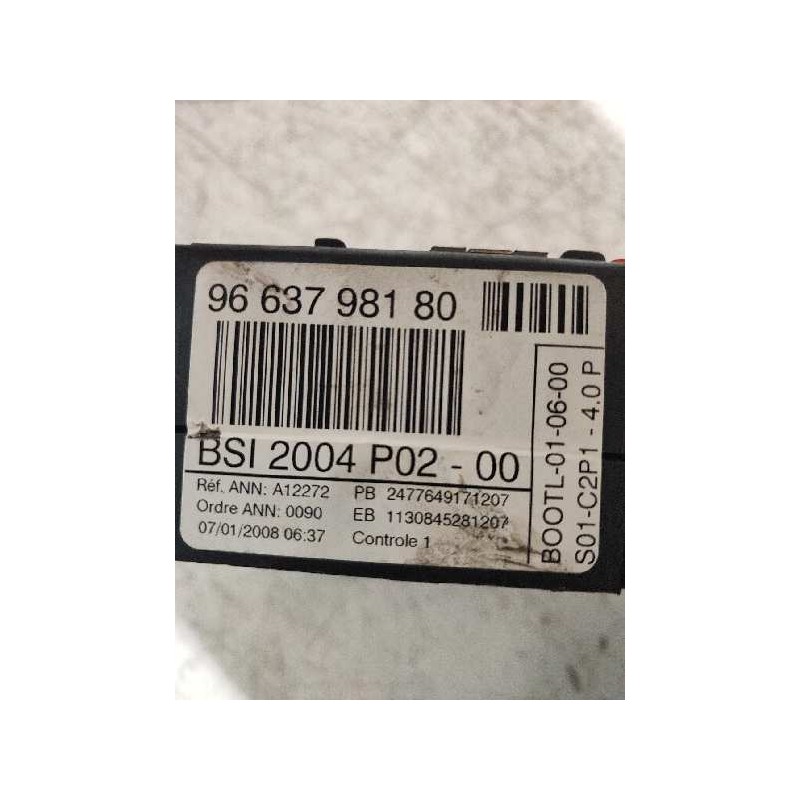 96 637 981 80
BSI 2004 P02 - 00
Réf. ANN: A12272 PB 2477649171207
Ordre ANN: 0090 EB 1130845281207
07/01/2008 06:37 Controle 1
BOOTL-01-06-00
S01-C2P1 - 4.0 P